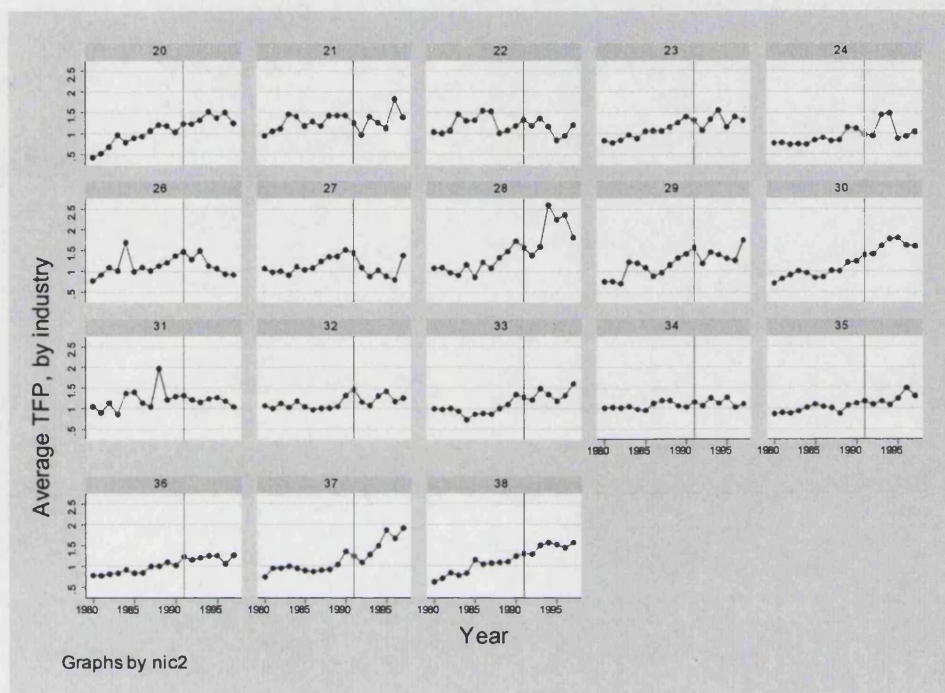 20 21 22 23 24
.5 1 1.5 2 2.5
26 27 28 29 30
.5 1 1.5 2 2.5
31 32 33 34 35
.5 1 1.5 2 2.5
1980 1985 1990 1995 1980 1985 1990 1995
36 37 38
.5 1 1.5 2 2.5
1980 1985 1990 1995 1980 1985 1990 1995 1980 1985 1990 1995
Average TFP, by industry
Year
Graphs by nic2